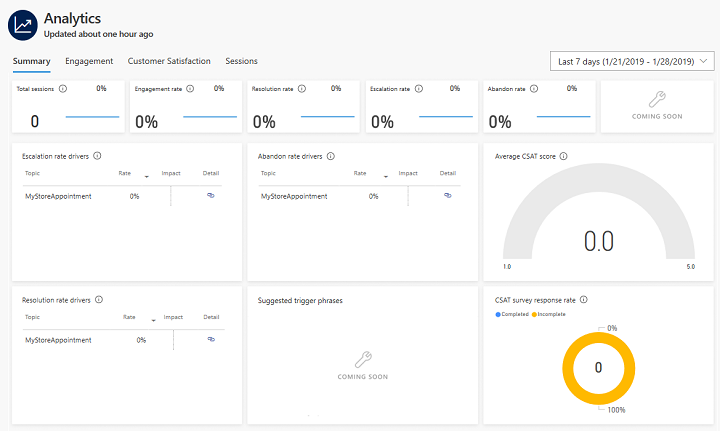 Analytics
Updated about one hour ago
Summary Engagement Customer Satisfaction Sessions
Last 7 days (1/21/2019 - 1/28/2019)
Total sessions 0%
0
Engagement rate 0%
0%
Resolution rate 0%
0%
Escalation rate 0%
0%
Abandon rate 0%
0%
COMING SOON
Escalation rate drivers
Topic Rate Impact Detail
MyStoreAppointment 0%
Abandon rate drivers
Topic Rate Impact Detail
MyStoreAppointment 0%
Average CSAT score
0.0
1.0 5.0
Resolution rate drivers
Topic Rate Impact Detail
MyStoreAppointment 0%
Suggested trigger phrases
COMING SOON
CSAT survey response rate
Completed Incomplete
0%
0
100%